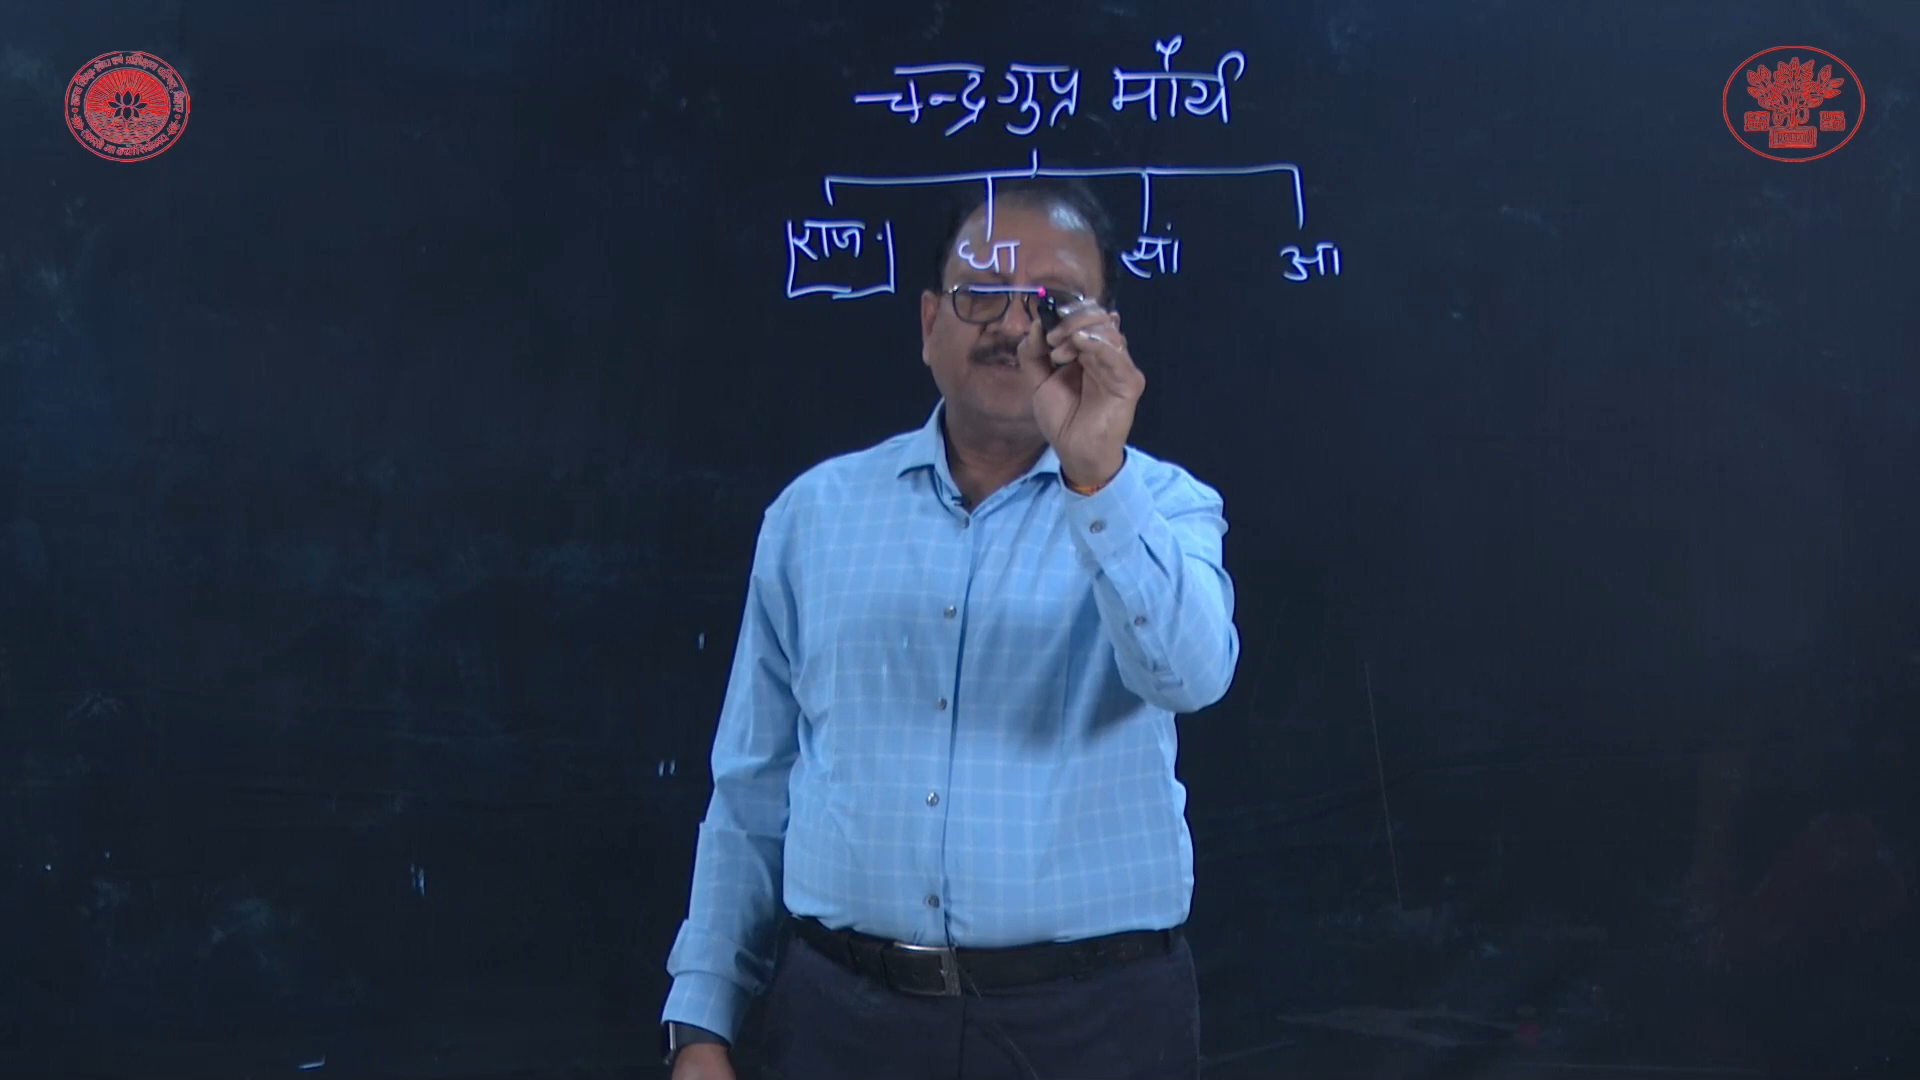 चन्द्रगुप्त मौर्य
राज. धा सां आ